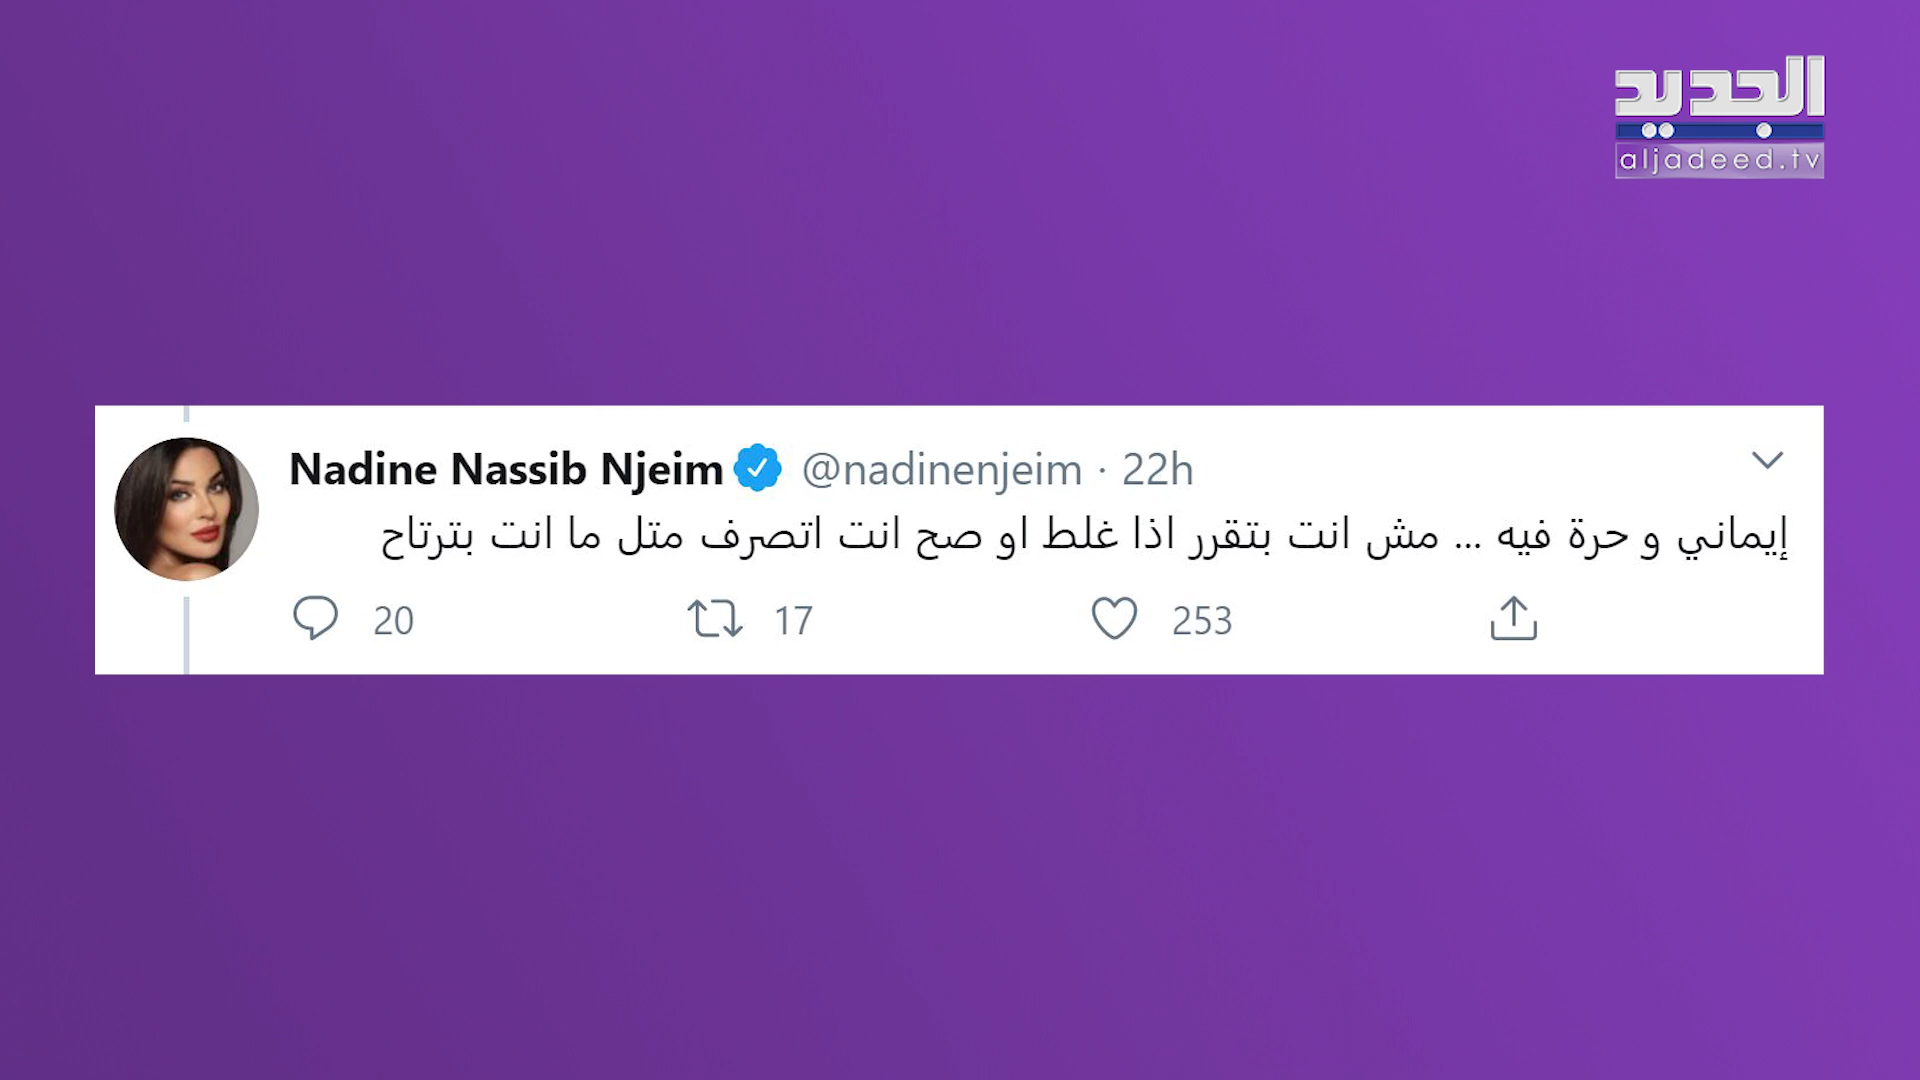 الجديد
aljadeed.tv
Nadine Nassib Njeim @nadinenjeim · 22h
إيماني و حرة فيه ... مش انت بتقرر اذا غلط او صح انت اتصرف متل ما انت بترتاح
20 17 253